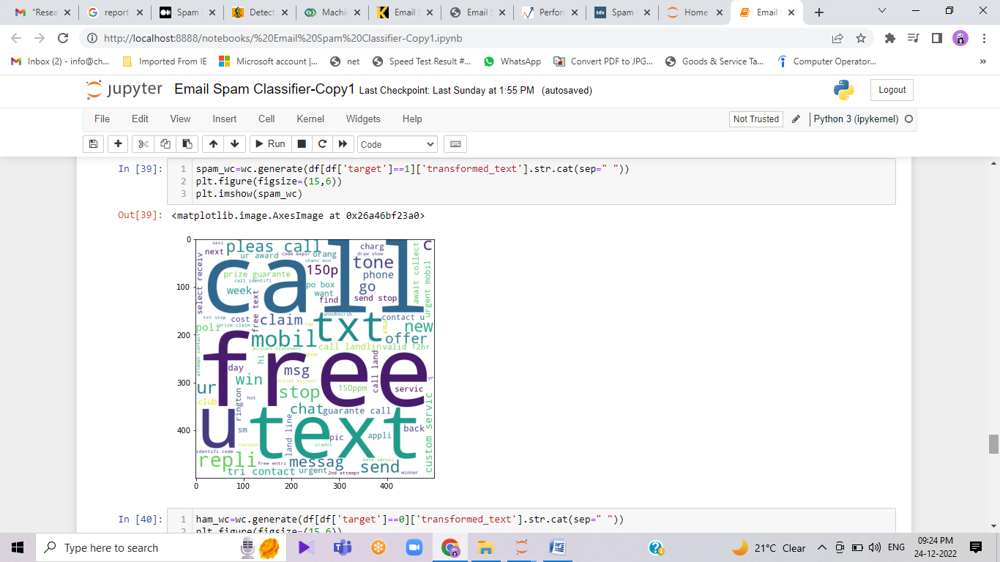 "Resea
report
Spam
Detect
Machin
Email S
Email S
Perform
tds
Spam
Home
Email S
http://localhost:8888/notebooks/%20Email%20Spam%20Classifier-Copy1.ipynb
Inbox (2) - info@ch...
Imported From IE
Microsoft account |...
net
Speed Test Result #...
WhatsApp
Convert PDF to JPG...
Goods & Service Ta...
Computer Operator...
»
jupyter Email Spam Classifier-Copy1 Last Checkpoint: Last Sunday at 1:55 PM (autosaved)
Logout
File Edit View Insert Cell Kernel Widgets Help
Not Trusted
Python 3 (ipykernel)
Run
Code
In [39]:
1 spam_wc=wc.generate(df[df['target']==1]['transformed_text'].str.cat(sep=" "))
2 plt.figure(figsize=(15,6))
3 plt.imshow(spam_wc)
Out[39]: <matplotlib.image.AxesImage at 0x26a46bf23a0>
0
100
200
300
400
0 100 200 300 400
sexi
next
pleas call
ur award
code expir
orang
chanc win
charg
draw show
c
call
tone
prize guarante
call identifi
150p
phone
week
po box
want
go
find
send stop
select receiv
free text
await collect
urgent mobil
txt stop
cost
prize claim
claim
unsubscrib
top
txt
contact u
xma
new
poli
mobil
offer
call landlin
valid 12hr
account statement
attempt contact
free
hi
day
msg
game
call land
win
privat account
yr
ur
stop
150ppm
servic
club
rington
hot
chat
guarante call
u
text
sm
land line
pic
appli
back
content
credit
custom servic
identifi code
repli
free entri
messag
date servic
send
tri contact
urgent
2nd attempt
winner
In [40]:
1 ham_wc=wc.generate(df[df['target']==0]['transformed_text'].str.cat(sep=" "))
2 plt.figure(figsize=(15,6))
Type here to search
21°C Clear
ENG
09:24 PM
24-12-2022